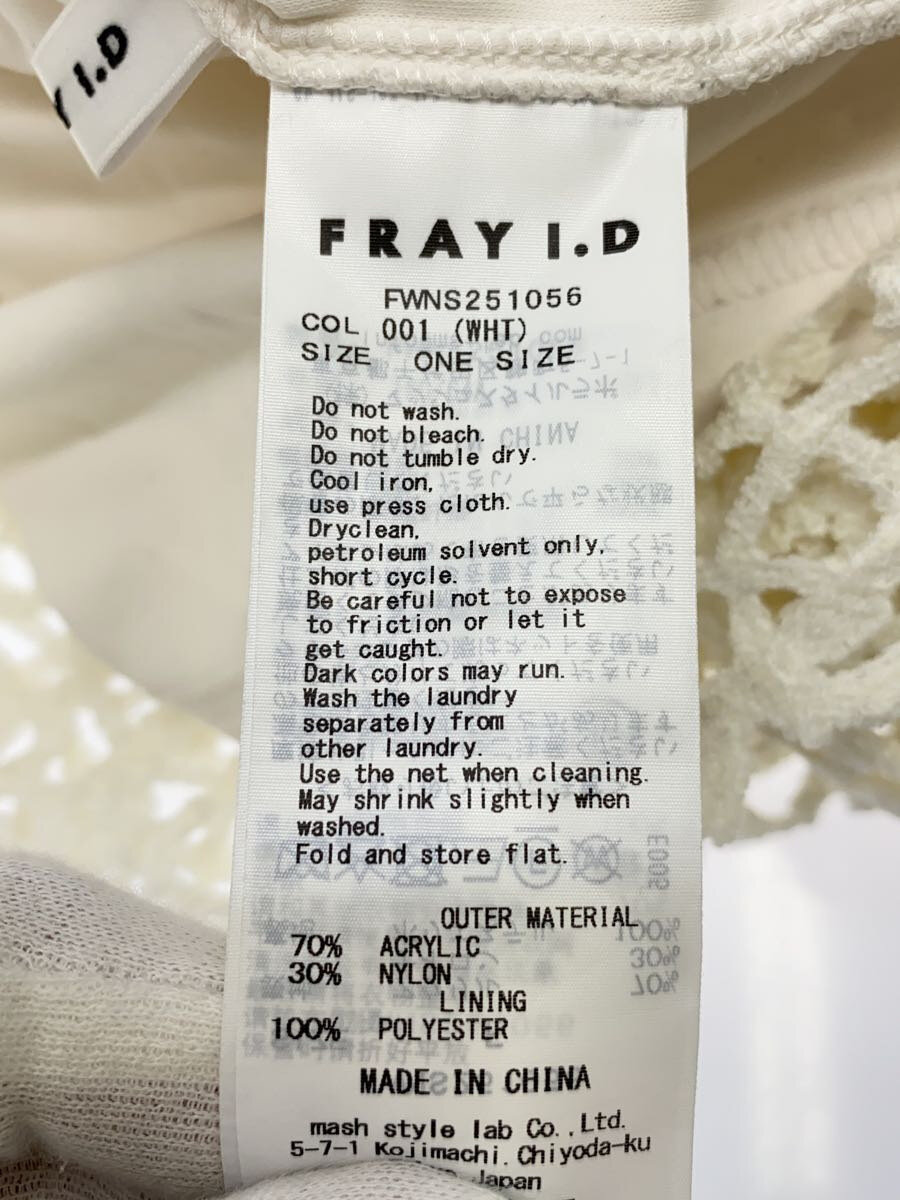 Y I.D
FRAY I.D
FWNS251056
COL 001 (WHT)
SIZE ONE SIZE
Do not wash.
Do not bleach.
Do not tumble dry.
Cool iron,
use press cloth.
Dryclean,
petroleum solvent only,
short cycle.
Be careful not to expose
to friction or let it
get caught.
Dark colors may run.
Wash the laundry
separately from
other laundry.
Use the net when cleaning.
May shrink slightly when
washed.
Fold and store flat.
OUTER MATERIAL
70% ACRYLIC
30% NYLON
LINING
100% POLYESTER
MADE IN CHINA
mash style lab Co.,Ltd.
5-7-1 Kojimachi. Chiyoda-ku
Japan